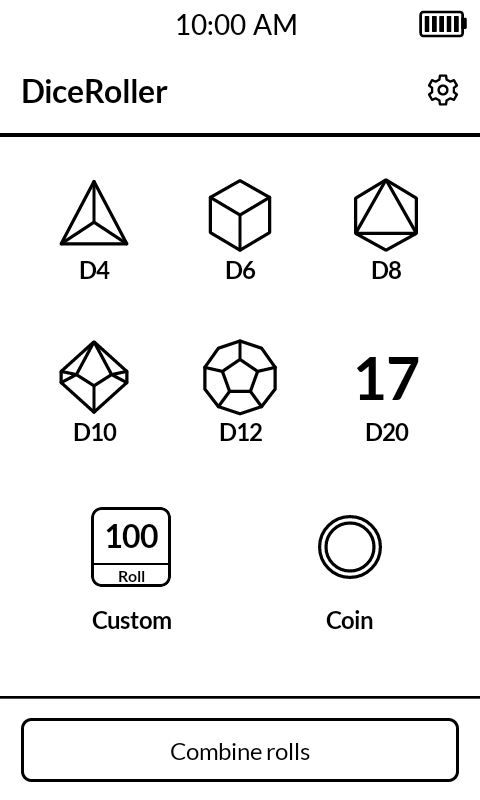 10:00 AM
DiceRoller
D4 D6 D8
17
D10 D12 D20
100
Roll
Custom Coin
Combine rolls